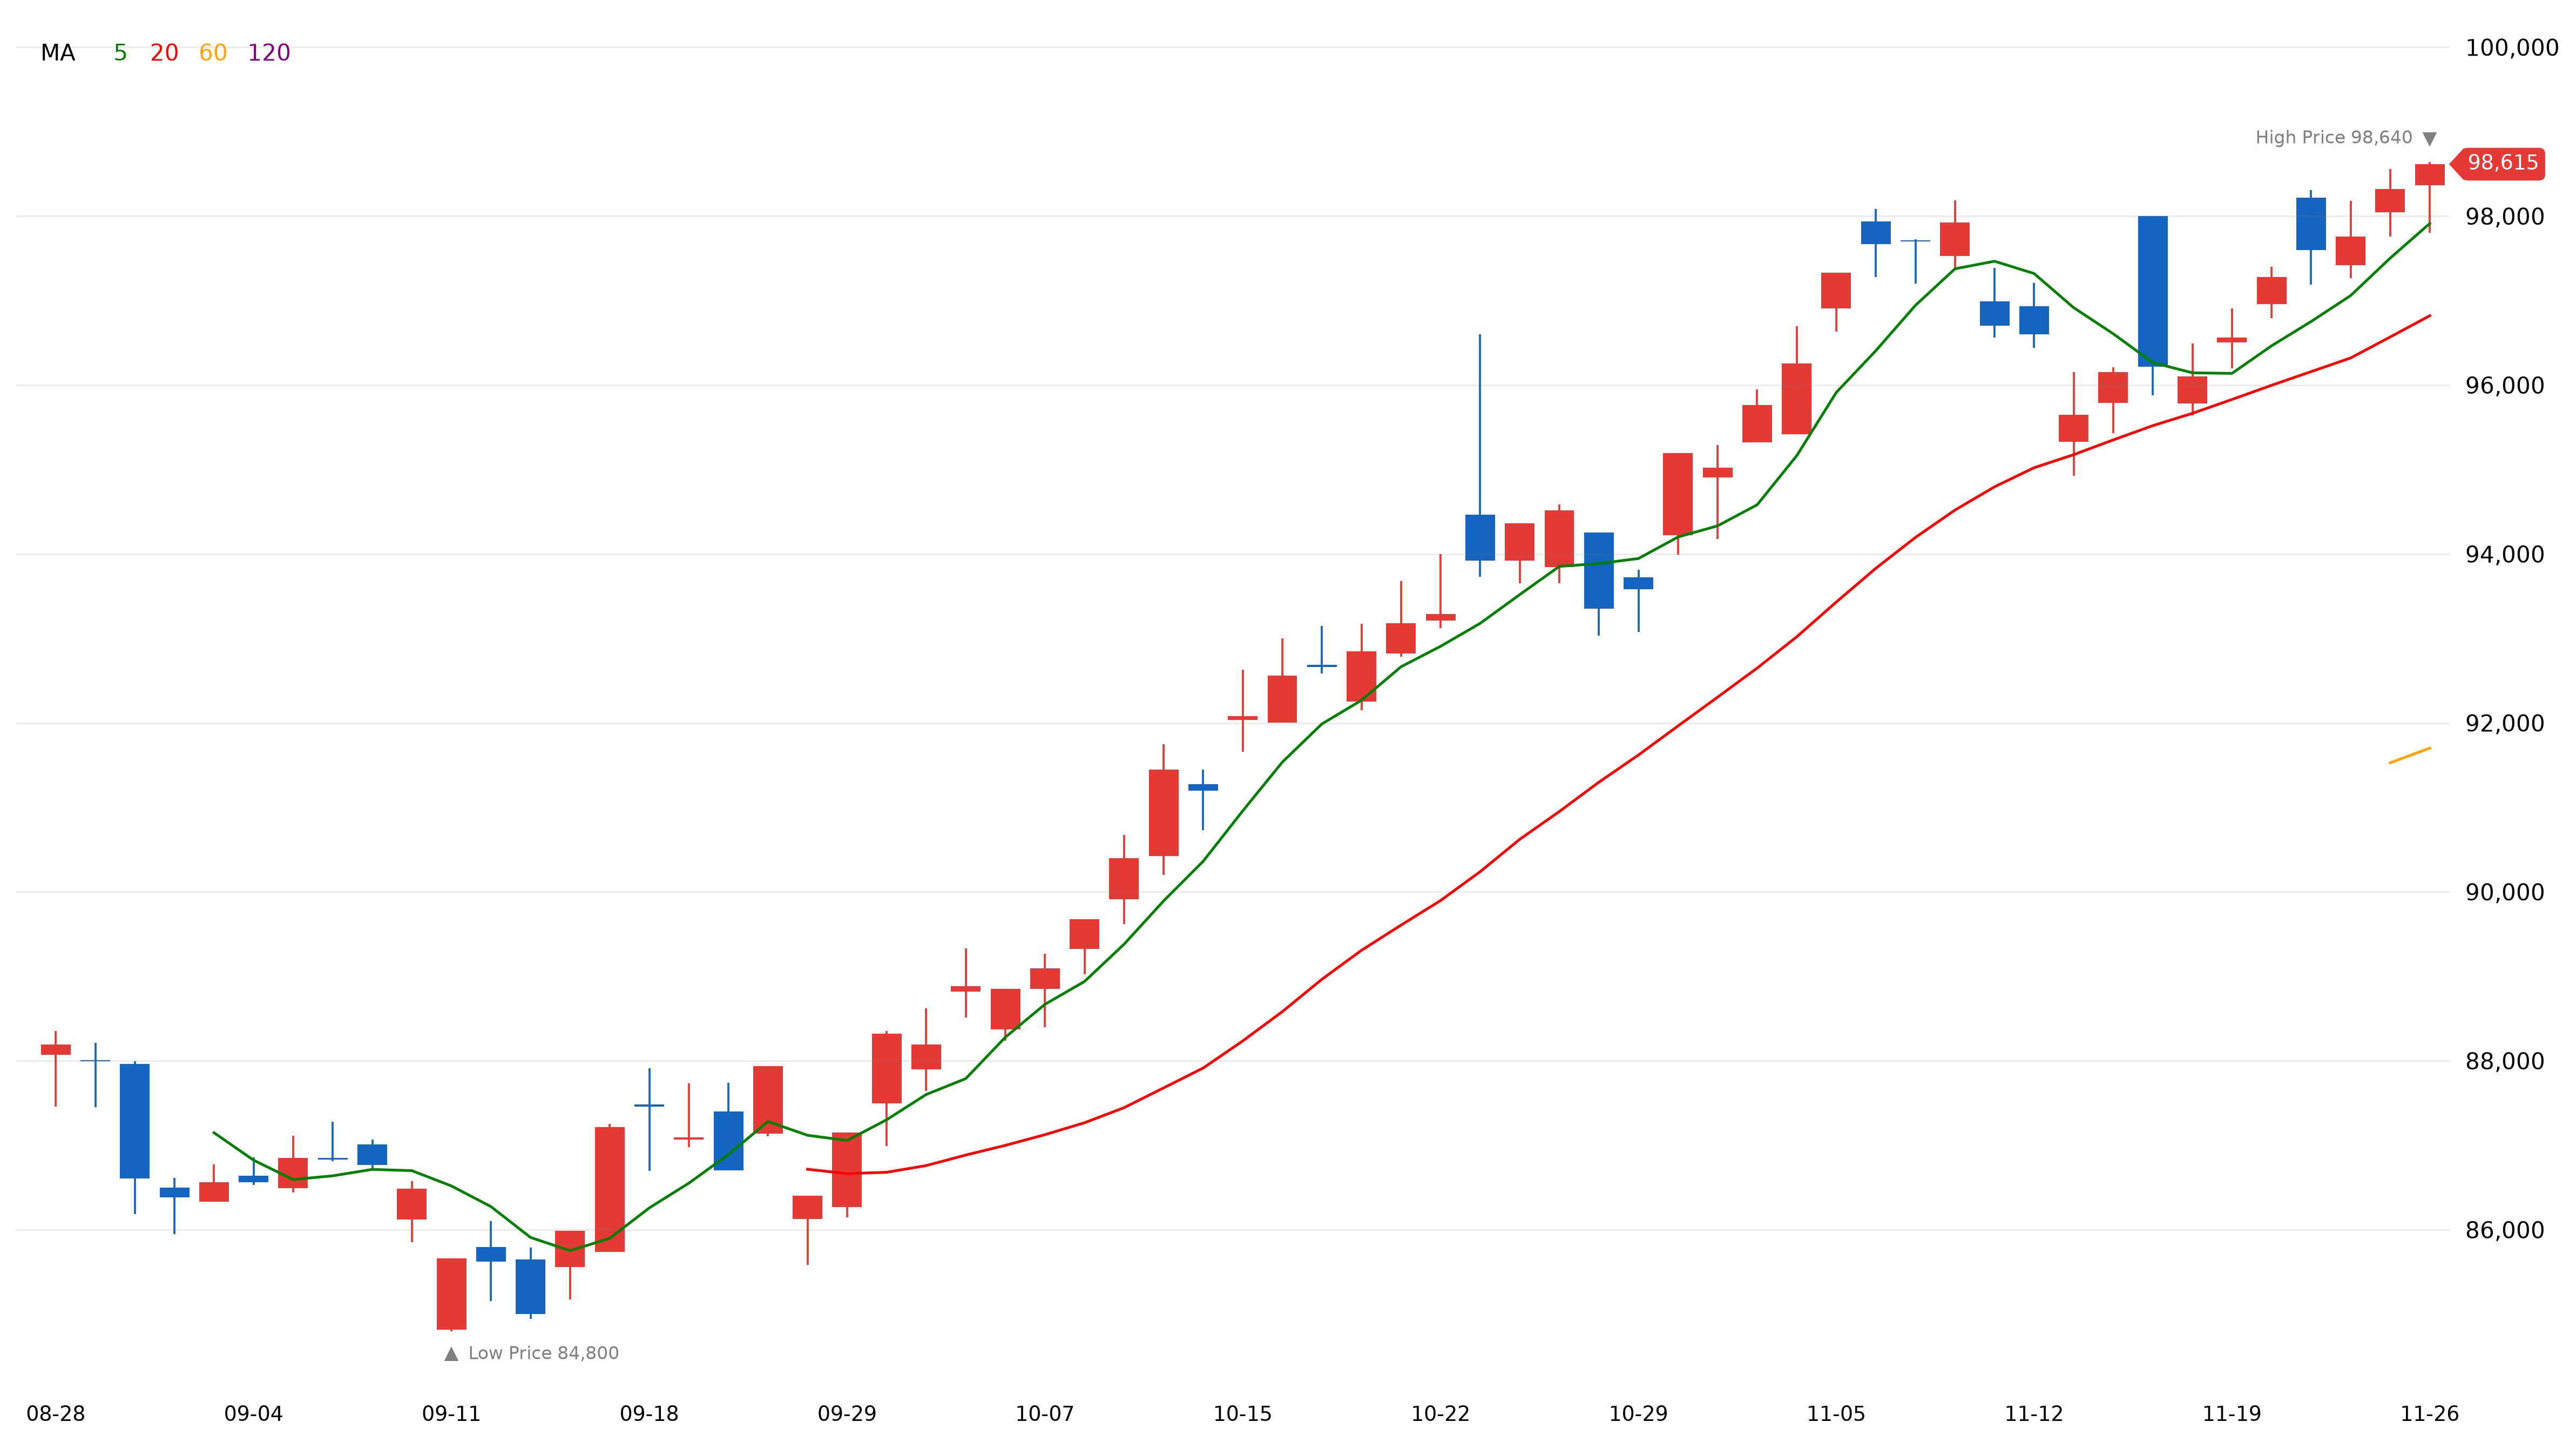 MA 5 20 60 120
100,000
High Price 98,640 ▼
98,615
98,000
96,000
94,000
92,000
90,000
88,000
86,000
▲ Low Price 84,800
08-28 09-04 09-11 09-18 09-29 10-07 10-15 10-22 10-29 11-05 11-12 11-19 11-26